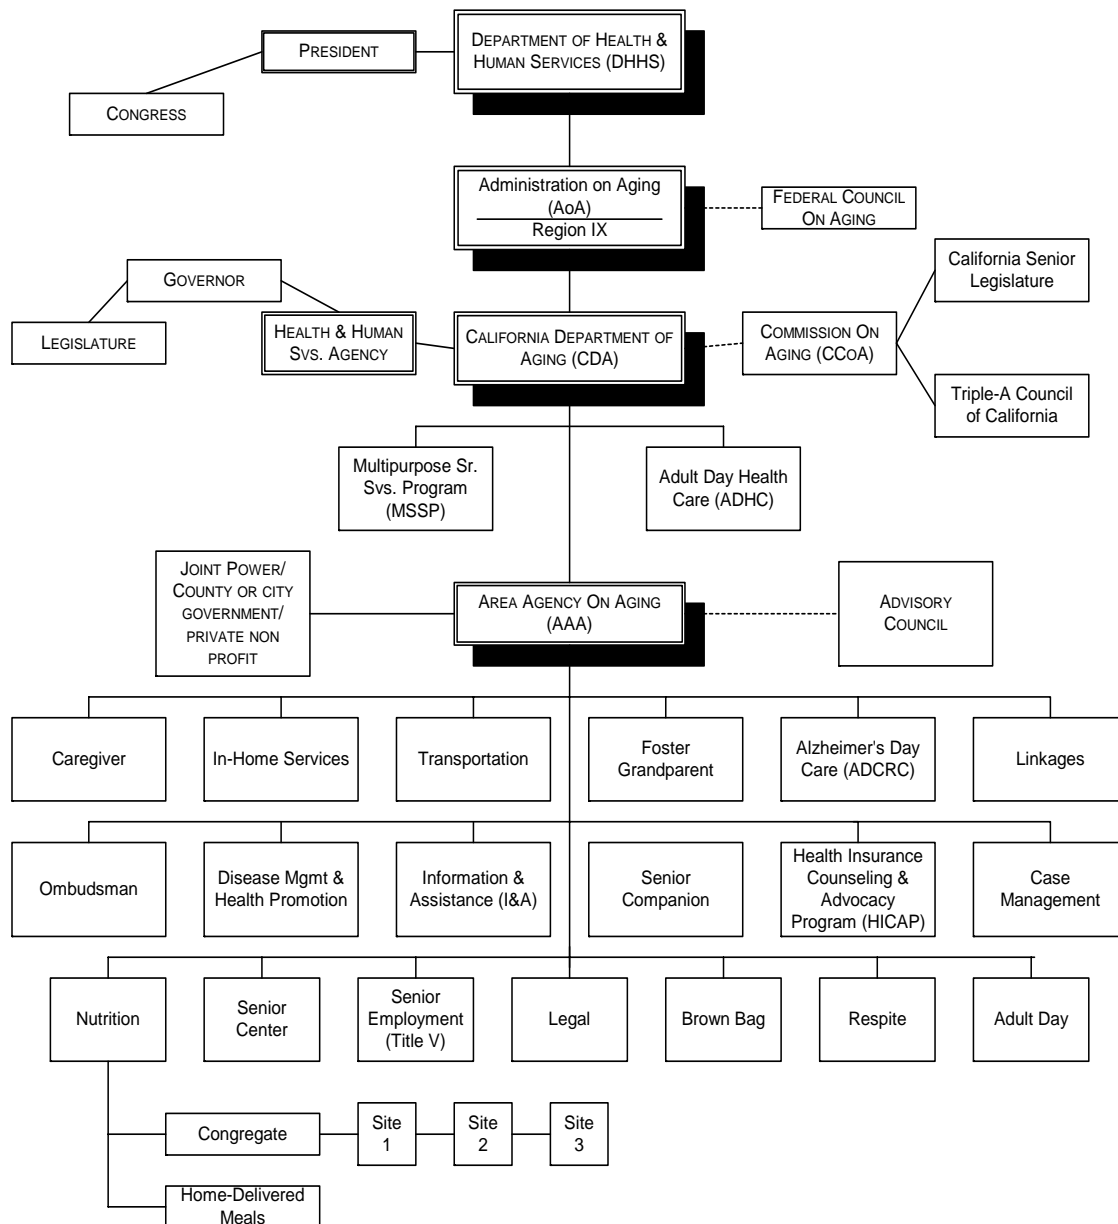 PRESIDENT
DEPARTMENT OF HEALTH &
HUMAN SERVICES (DHHS)
CONGRESS
Administration on Aging
(AoA)
Region IX
FEDERAL COUNCIL
ON AGING
California Senior
Legislature
GOVERNOR
LEGISLATURE
HEALTH & HUMAN
SVS. AGENCY
CALIFORNIA DEPARTMENT OF
AGING (CDA)
COMMISSION ON
AGING (CCOA)
Triple-A Council
of California
Multipurpose Sr.
Svs. Program
(MSSP)
Adult Day Health
Care (ADHC)
JOINT POWER/
COUNTY OR CITY
GOVERNMENT/
PRIVATE NON
PROFIT
AREA AGENCY ON AGING
(AAA)
ADVISORY
COUNCIL
Caregiver
In-Home Services
Transportation
Foster
Grandparent
Alzheimer's Day
Care (ADCRC)
Linkages
Ombudsman
Disease Mgmt &
Health Promotion
Information &
Assistance (I&A)
Senior
Companion
Health Insurance
Counseling &
Advocacy
Program (HICAP)
Case
Management
Nutrition
Senior
Center
Senior
Employment
(Title V)
Legal
Brown Bag
Respite
Adult Day
Congregate
Site
1
Site
2
Site
3
Home-Delivered
Meals